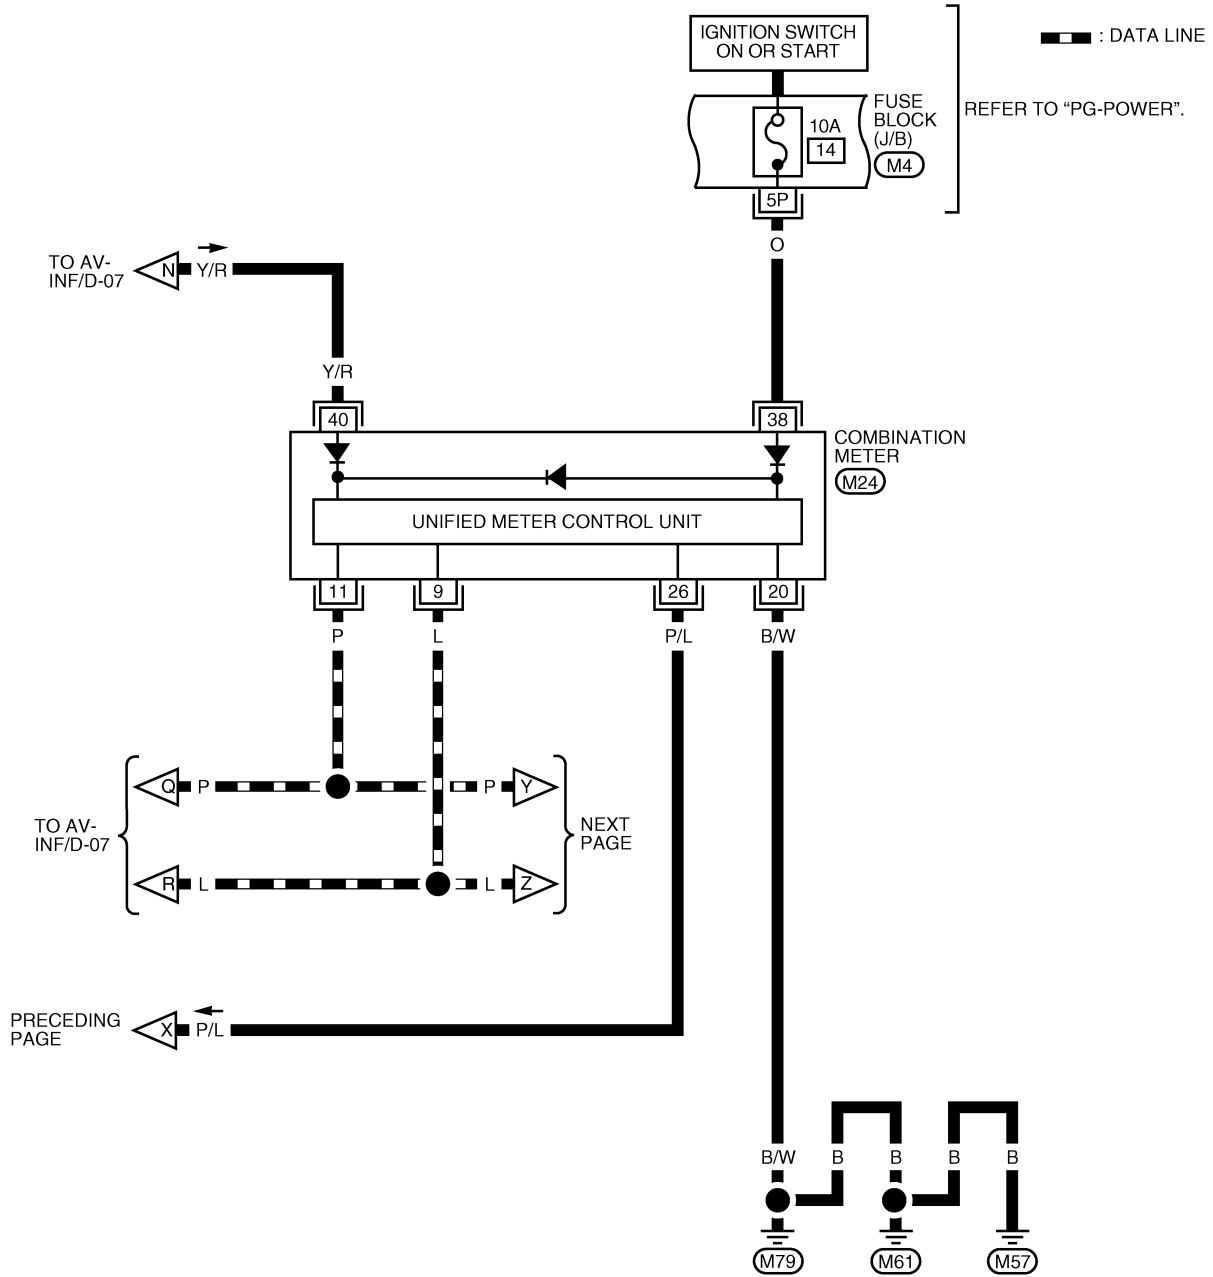 IGNITION SWITCH
ON OR START
: DATA LINE
FUSE
BLOCK
(J/B)
M4
10A
14
REFER TO “PG-POWER”.
5P
O
TO AV-
INF/D-07
N
Y/R
Y/R
40
38
COMBINATION
METER
M24
UNIFIED METER CONTROL UNIT
11
9
26
20
P
L
P/L
B/W
Q
P
P
Y
TO AV-
INF/D-07
NEXT
PAGE
R
L
L
Z
PRECEDING
PAGE
X
P/L
B/W
B
B
B
B
M79
M61
M57